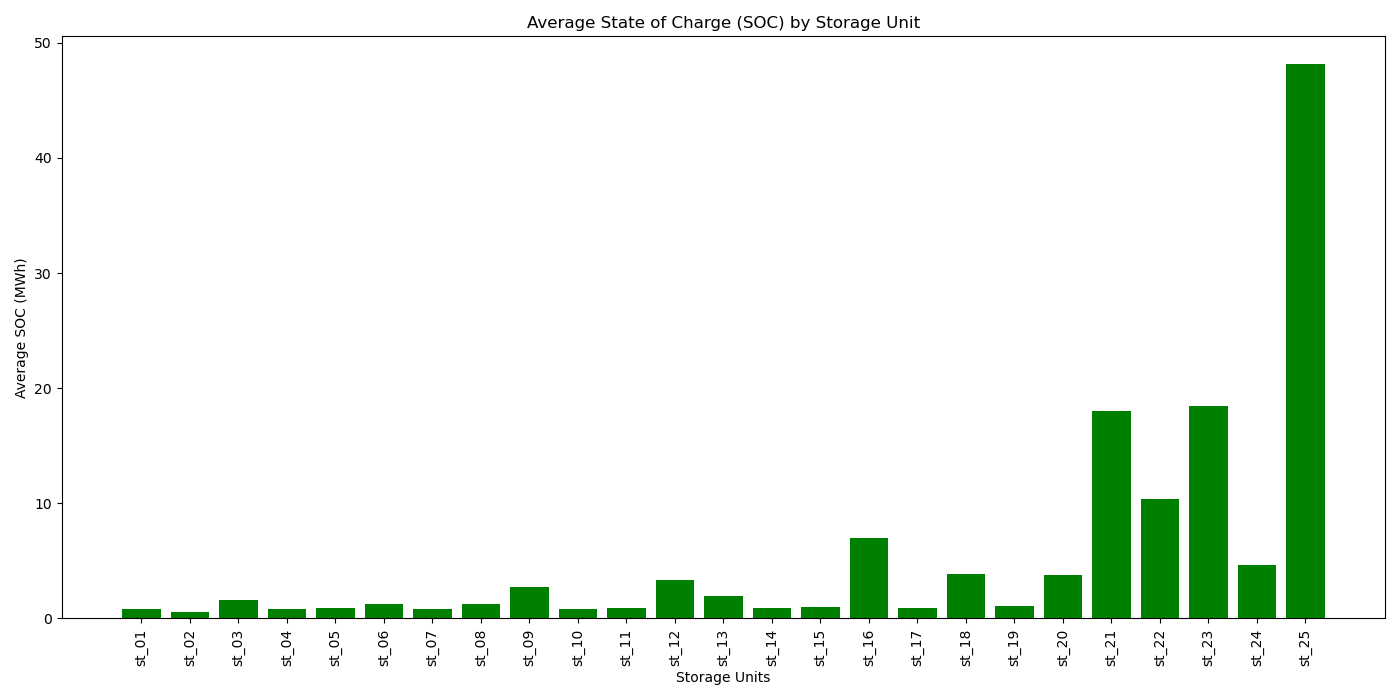 Average State of Charge (SOC) by Storage Unit
50
40
30
20
10
0
Average SOC (MWh)
st_01
st_02
st_03
st_04
st_05
st_06
st_07
st_08
st_09
st_10
st_11
st_12
st_13
st_14
st_15
st_16
st_17
st_18
st_19
st_20
st_21
st_22
st_23
st_24
st_25
Storage Units